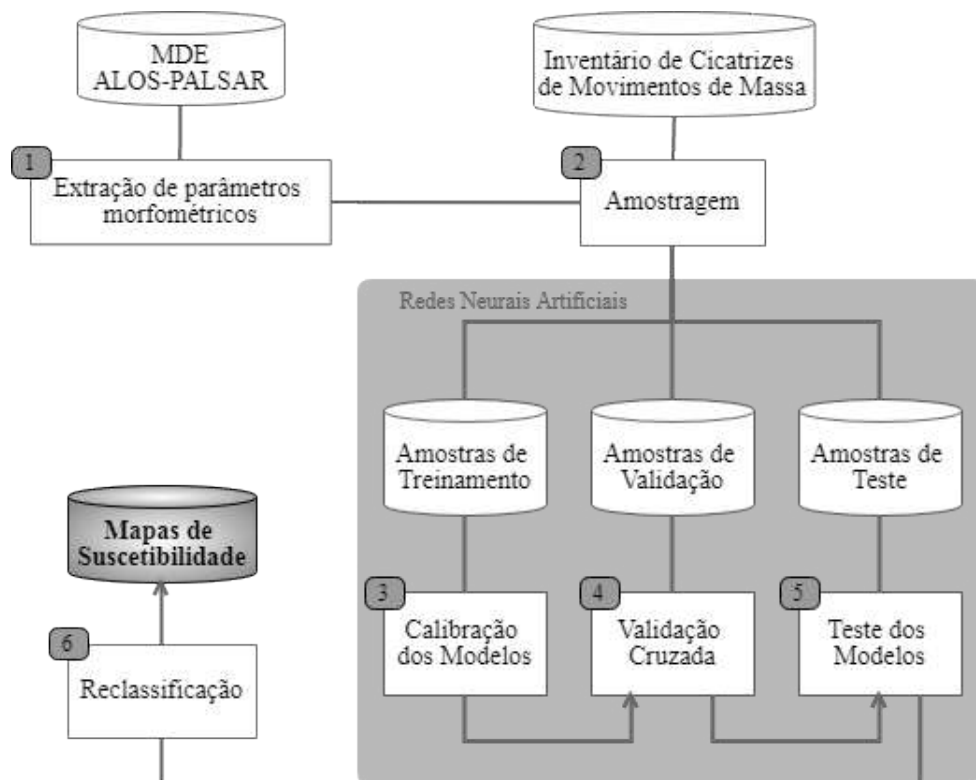 MDE
ALOS-PALSAR
Inventário de Cicatrizes
de Movimentos de Massa
1
Extração de parâmetros
morfométricos
2
Amostragem
Redes Neurais Artificiais
Amostras de
Treinamento
Amostras de
Validação
Amostras de
Teste
Mapas de
Suscetibilidade
3
Calibração
dos Modelos
4
Validação
Cruzada
5
Teste dos
Modelos
6
Reclassificação